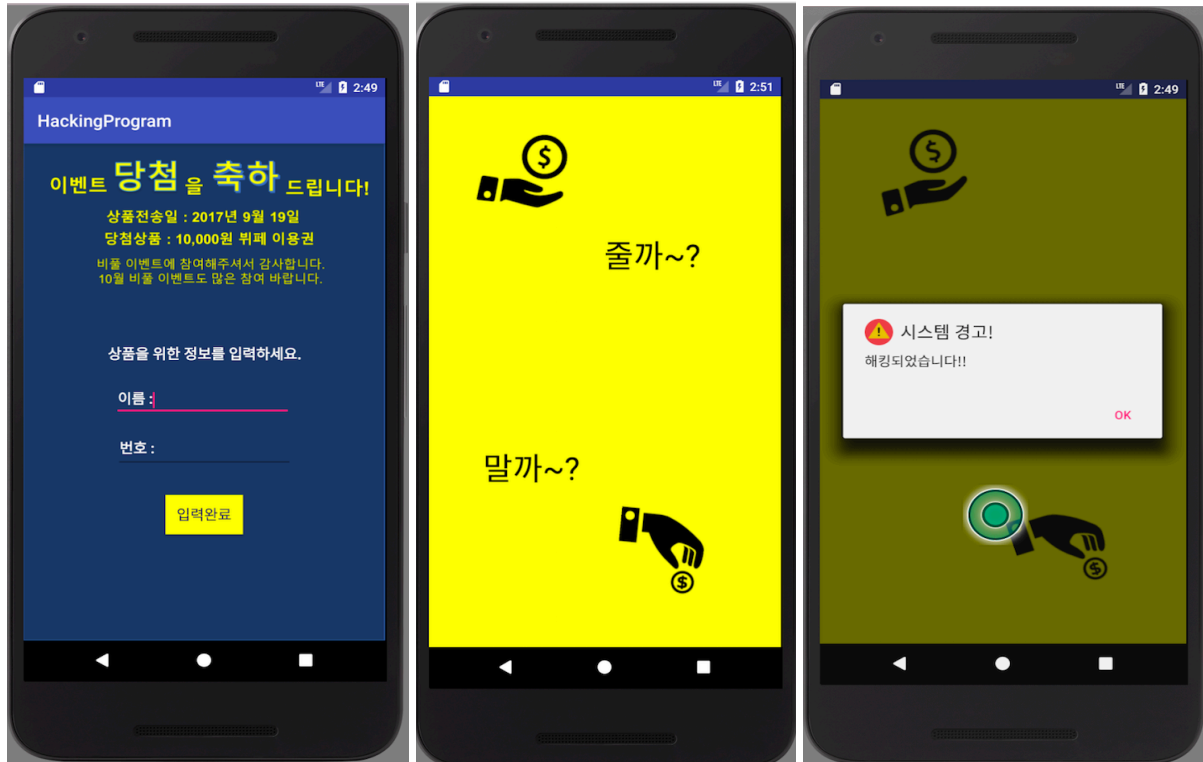 2:49
HackingProgram
이벤트 당첨 을 축하 드립니다!
상품전송일 : 2017년 9월 19일
당첨상품 : 10,000원 뷔페 이용권
비풀 이벤트에 참여해주셔서 감사합니다.
10월 비풀 이벤트도 많은 참여 바랍니다.
상품을 위한 정보를 입력하세요.
이름 :
번호 :
입력완료
LTE 2:51
$
줄까~?
말까~?
$
LTE 2:49
$
시스템 경고!
해킹되었습니다!!
OK
$